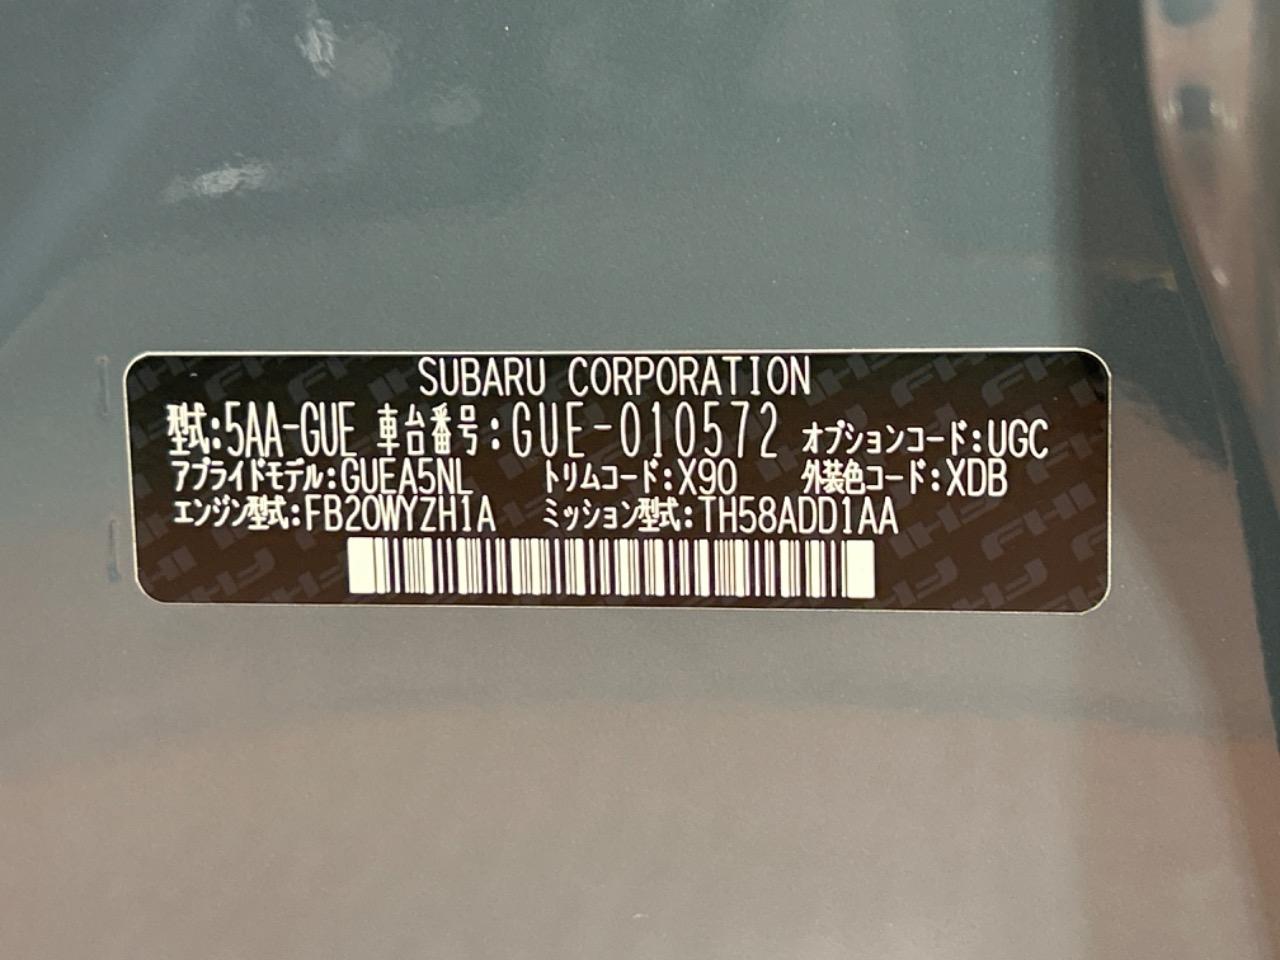 SUBARU CORPORATION
型式:5AA-GUE 車台番号:GUE-010572 オプションコード:UGC
アプライドモデル:GUEA5NL トリムコード:X90 外装色コード:XDB
エンジン型式:FB20WYZH1A ミッション型式:TH58ADD1AA